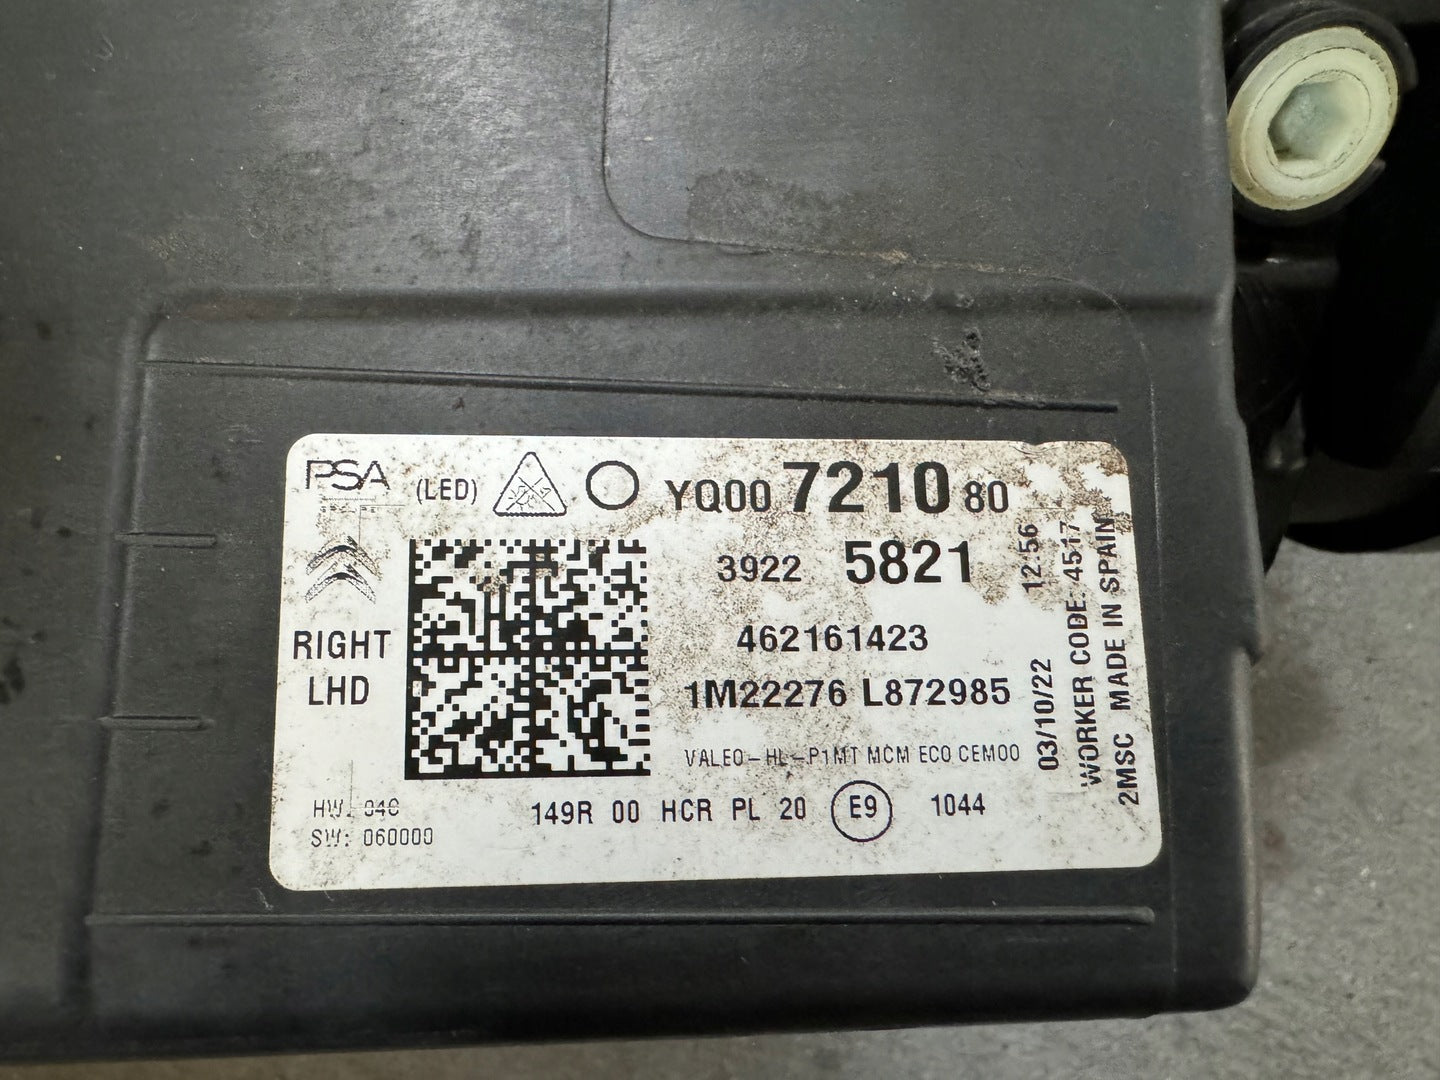 PSA (LED) YQ00 7210 80
3922 5821
RIGHT
LHD
462161423
1M22276 L872985
VALEO-HL-P1MT MCM ECO CEM00
HW: 040
SW: 060000
149R 00 HCR PL 20 E9 1044
03/10/22 12:56
WORKER CODE: 4517
2MSC MADE IN SPAIN